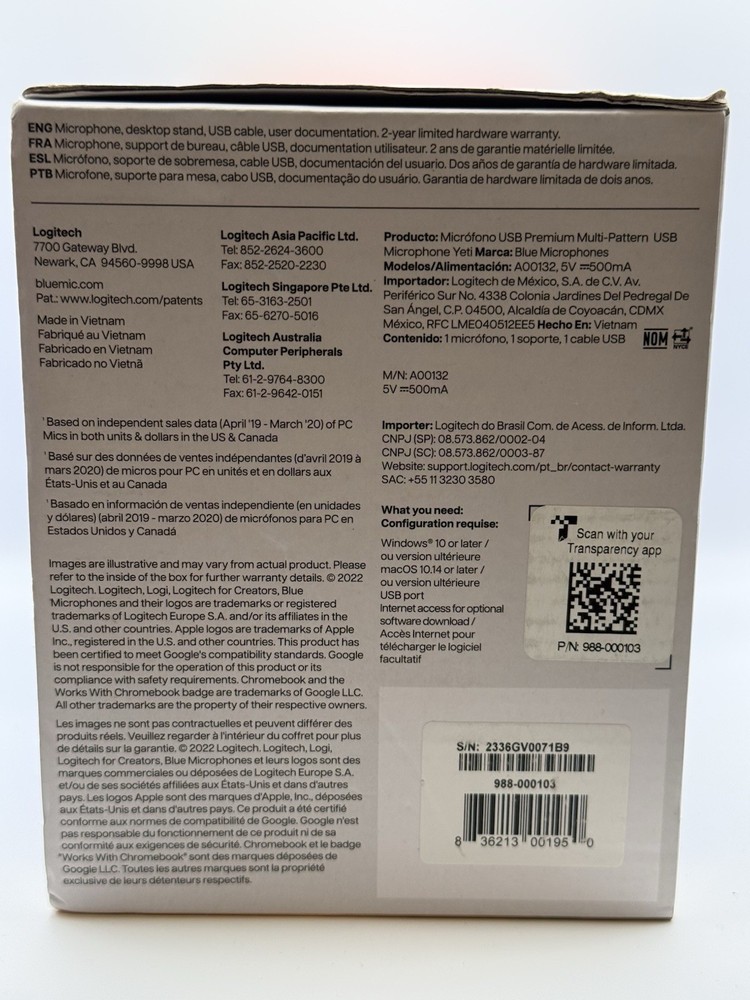 ENG Microphone, desktop stand, USB cable, user documentation. 2-year limited hardware warranty.
FRA Microphone, support de bureau, câble USB, documentation utilisateur. 2 ans de garantie matérielle limitée.
ESL Micrófono, soporte de sobremesa, cable USB, documentación del usuario. Dos años de garantía de hardware limitada.
PTB Microfone, suporte para mesa, cabo USB, documentação do usuário. Garantia de hardware limitada de dois anos.
Logitech
7700 Gateway Blvd.
Newark, CA 94560-9998 USA
bluemic.com
Pat.: www.logitech.com/patents
Made in Vietnam
Fabriqué au Vietnam
Fabricado en Vietnam
Fabricado no Vietnã
Logitech Asia Pacific Ltd.
Tel: 852-2624-3600
Fax: 852-2520-2230
Logitech Singapore Pte Ltd.
Tel: 65-3163-2501
Fax: 65-6270-5016
Logitech Australia
Computer Peripherals
Pty Ltd.
Tel: 61-2-9764-8300
Fax: 61-2-9642-0151
Producto: Micrófono USB Premium Multi-Pattern USB
Microphone Yeti Marca: Blue Microphones
Modelos/Alimentación: A00132, 5V ⎓500mA
Importador: Logitech de México, S.A. de C.V. Av.
Periférico Sur No. 4338 Colonia Jardines Del Pedregal De
San Ángel, C.P. 04500, Alcaldía de Coyoacán, CDMX
México, RFC LME040512EE5 Hecho En: Vietnam
Contenido: 1 micrófono, 1 soporte, 1 cable USB
NOM
NYCE
M/N: A00132
5V ⎓500mA
¹ Based on independent sales data (April '19 - March '20) of PC
Mics in both units & dollars in the US & Canada
¹ Basé sur des données de ventes indépendantes (d'avril 2019 à
mars 2020) de micros pour PC en unités et en dollars aux
États-Unis et au Canada
¹ Basado en información de ventas independiente (en unidades
y dólares) (abril 2019 - marzo 2020) de micrófonos para PC en
Estados Unidos y Canadá
Importer: Logitech do Brasil Com. de Acess. de Inform. Ltda.
CNPJ (SP): 08.573.862/0002-04
CNPJ (SC): 08.573.862/0003-87
Website: support.logitech.com/pt_br/contact-warranty
SAC: +55 11 3230 3580
What you need:
Configuration requise:
Windows® 10 or later /
ou version ultérieure
macOS 10.14 or later /
ou version ultérieure
USB port
Internet access for optional
software download /
Accès Internet pour
télécharger le logiciel
facultatif
Scan with your
Transparency app
P/N: 988-000103
Images are illustrative and may vary from actual product. Please
refer to the inside of the box for further warranty details. © 2022
Logitech. Logitech, Logi, Logitech for Creators, Blue
Microphones and their logos are trademarks or registered
trademarks of Logitech Europe S.A. and/or its affiliates in the
U.S. and other countries. Apple logos are trademarks of Apple
Inc., registered in the U.S. and other countries. This product has
been certified to meet Google's compatibility standards. Google
is not responsible for the operation of this product or its
compliance with safety requirements. Chromebook and the
Works With Chromebook badge are trademarks of Google LLC.
All other trademarks are the property of their respective owners.
Les images ne sont pas contractuelles et peuvent différer des
produits réels. Veuillez regarder à l'intérieur du coffret pour plus
de détails sur la garantie. © 2022 Logitech. Logitech, Logi,
Logitech for Creators, Blue Microphones et leurs logos sont des
marques commerciales ou déposées de Logitech Europe S.A.
et/ou de ses sociétés affiliées aux États-Unis et dans d'autres
pays. Les logos Apple sont des marques d'Apple, Inc., déposées
aux États-Unis et dans d'autres pays. Ce produit a été certifié
conforme aux normes de compatibilité de Google. Google n'est
pas responsable du fonctionnement de ce produit ni de sa
conformité aux exigences de sécurité. Chromebook et le badge
"Works With Chromebook" sont des marques déposées de
Google LLC. Toutes les autres marques sont la propriété
exclusive de leurs détenteurs respectifs.
S/N: 2336GV0071B9
988-000103
8 36213 00195 0